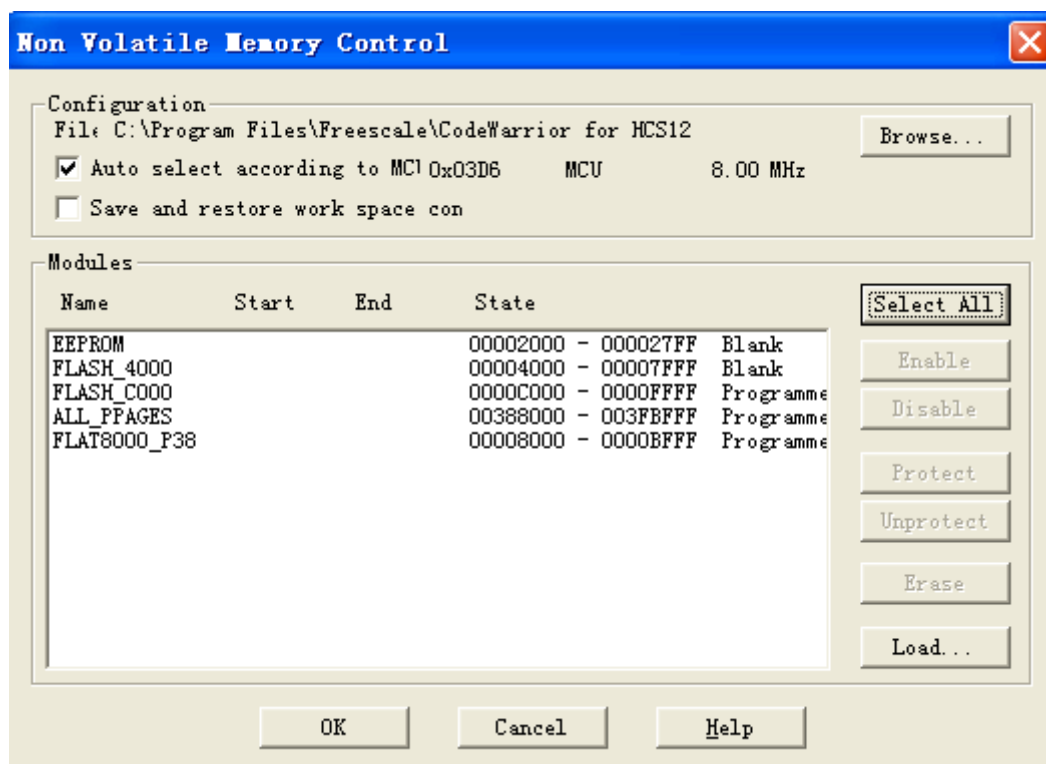 Non Volatile Memory Control
Configuration
File C:\Program Files\Freescale\CodeWarrior for HCS12
Browse...
Auto select according to MCU 0x03D6 MCU 8.00 MHz
Save and restore work space con
Modules
Name Start End State
Select All
EEPROM 00002000 - 000027FF Blank
FLASH_4000 00004000 - 00007FFF Blank
Enable
FLASH_C000 0000C000 - 0000FFFF Programme
Disable
ALL_PPAGES 00388000 - 003FBFFF Programme
FLAT8000_P38 00008000 - 0000BFFF Programme
Protect
Unprotect
Erase
Load...
OK Cancel Help